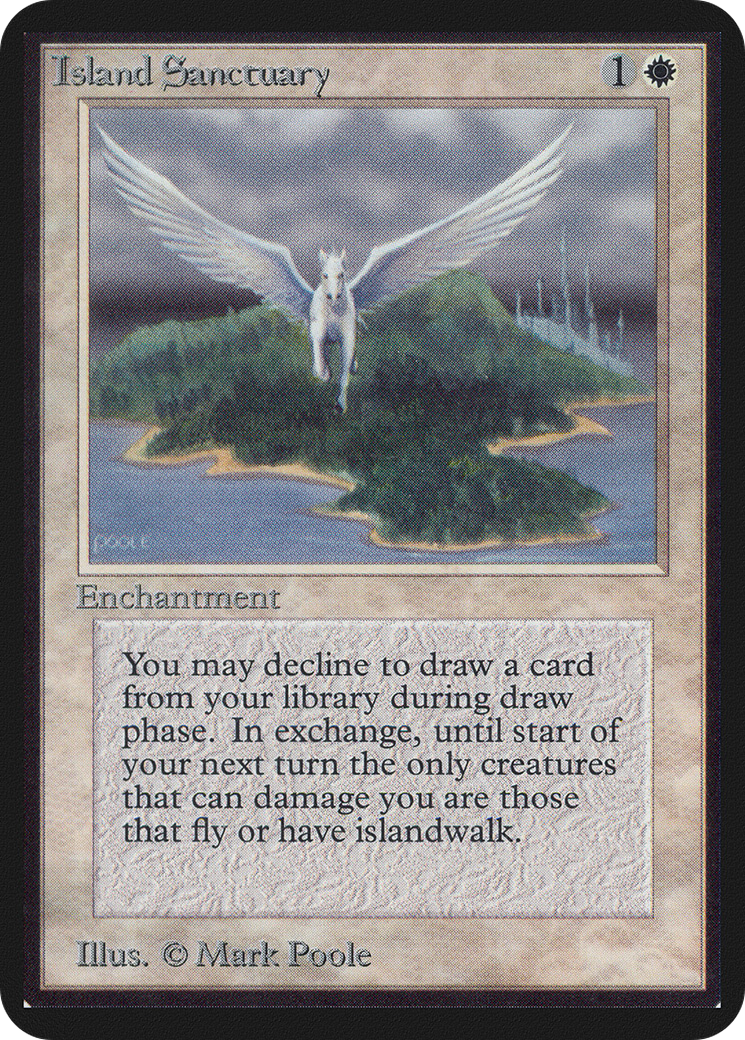 Island Sanctuary 1
POOLE
Enchantment
You may decline to draw a card
from your library during draw
phase. In exchange, until start of
your next turn the only creatures
that can damage you are those
that fly or have islandwalk.
Illus. © Mark Poole